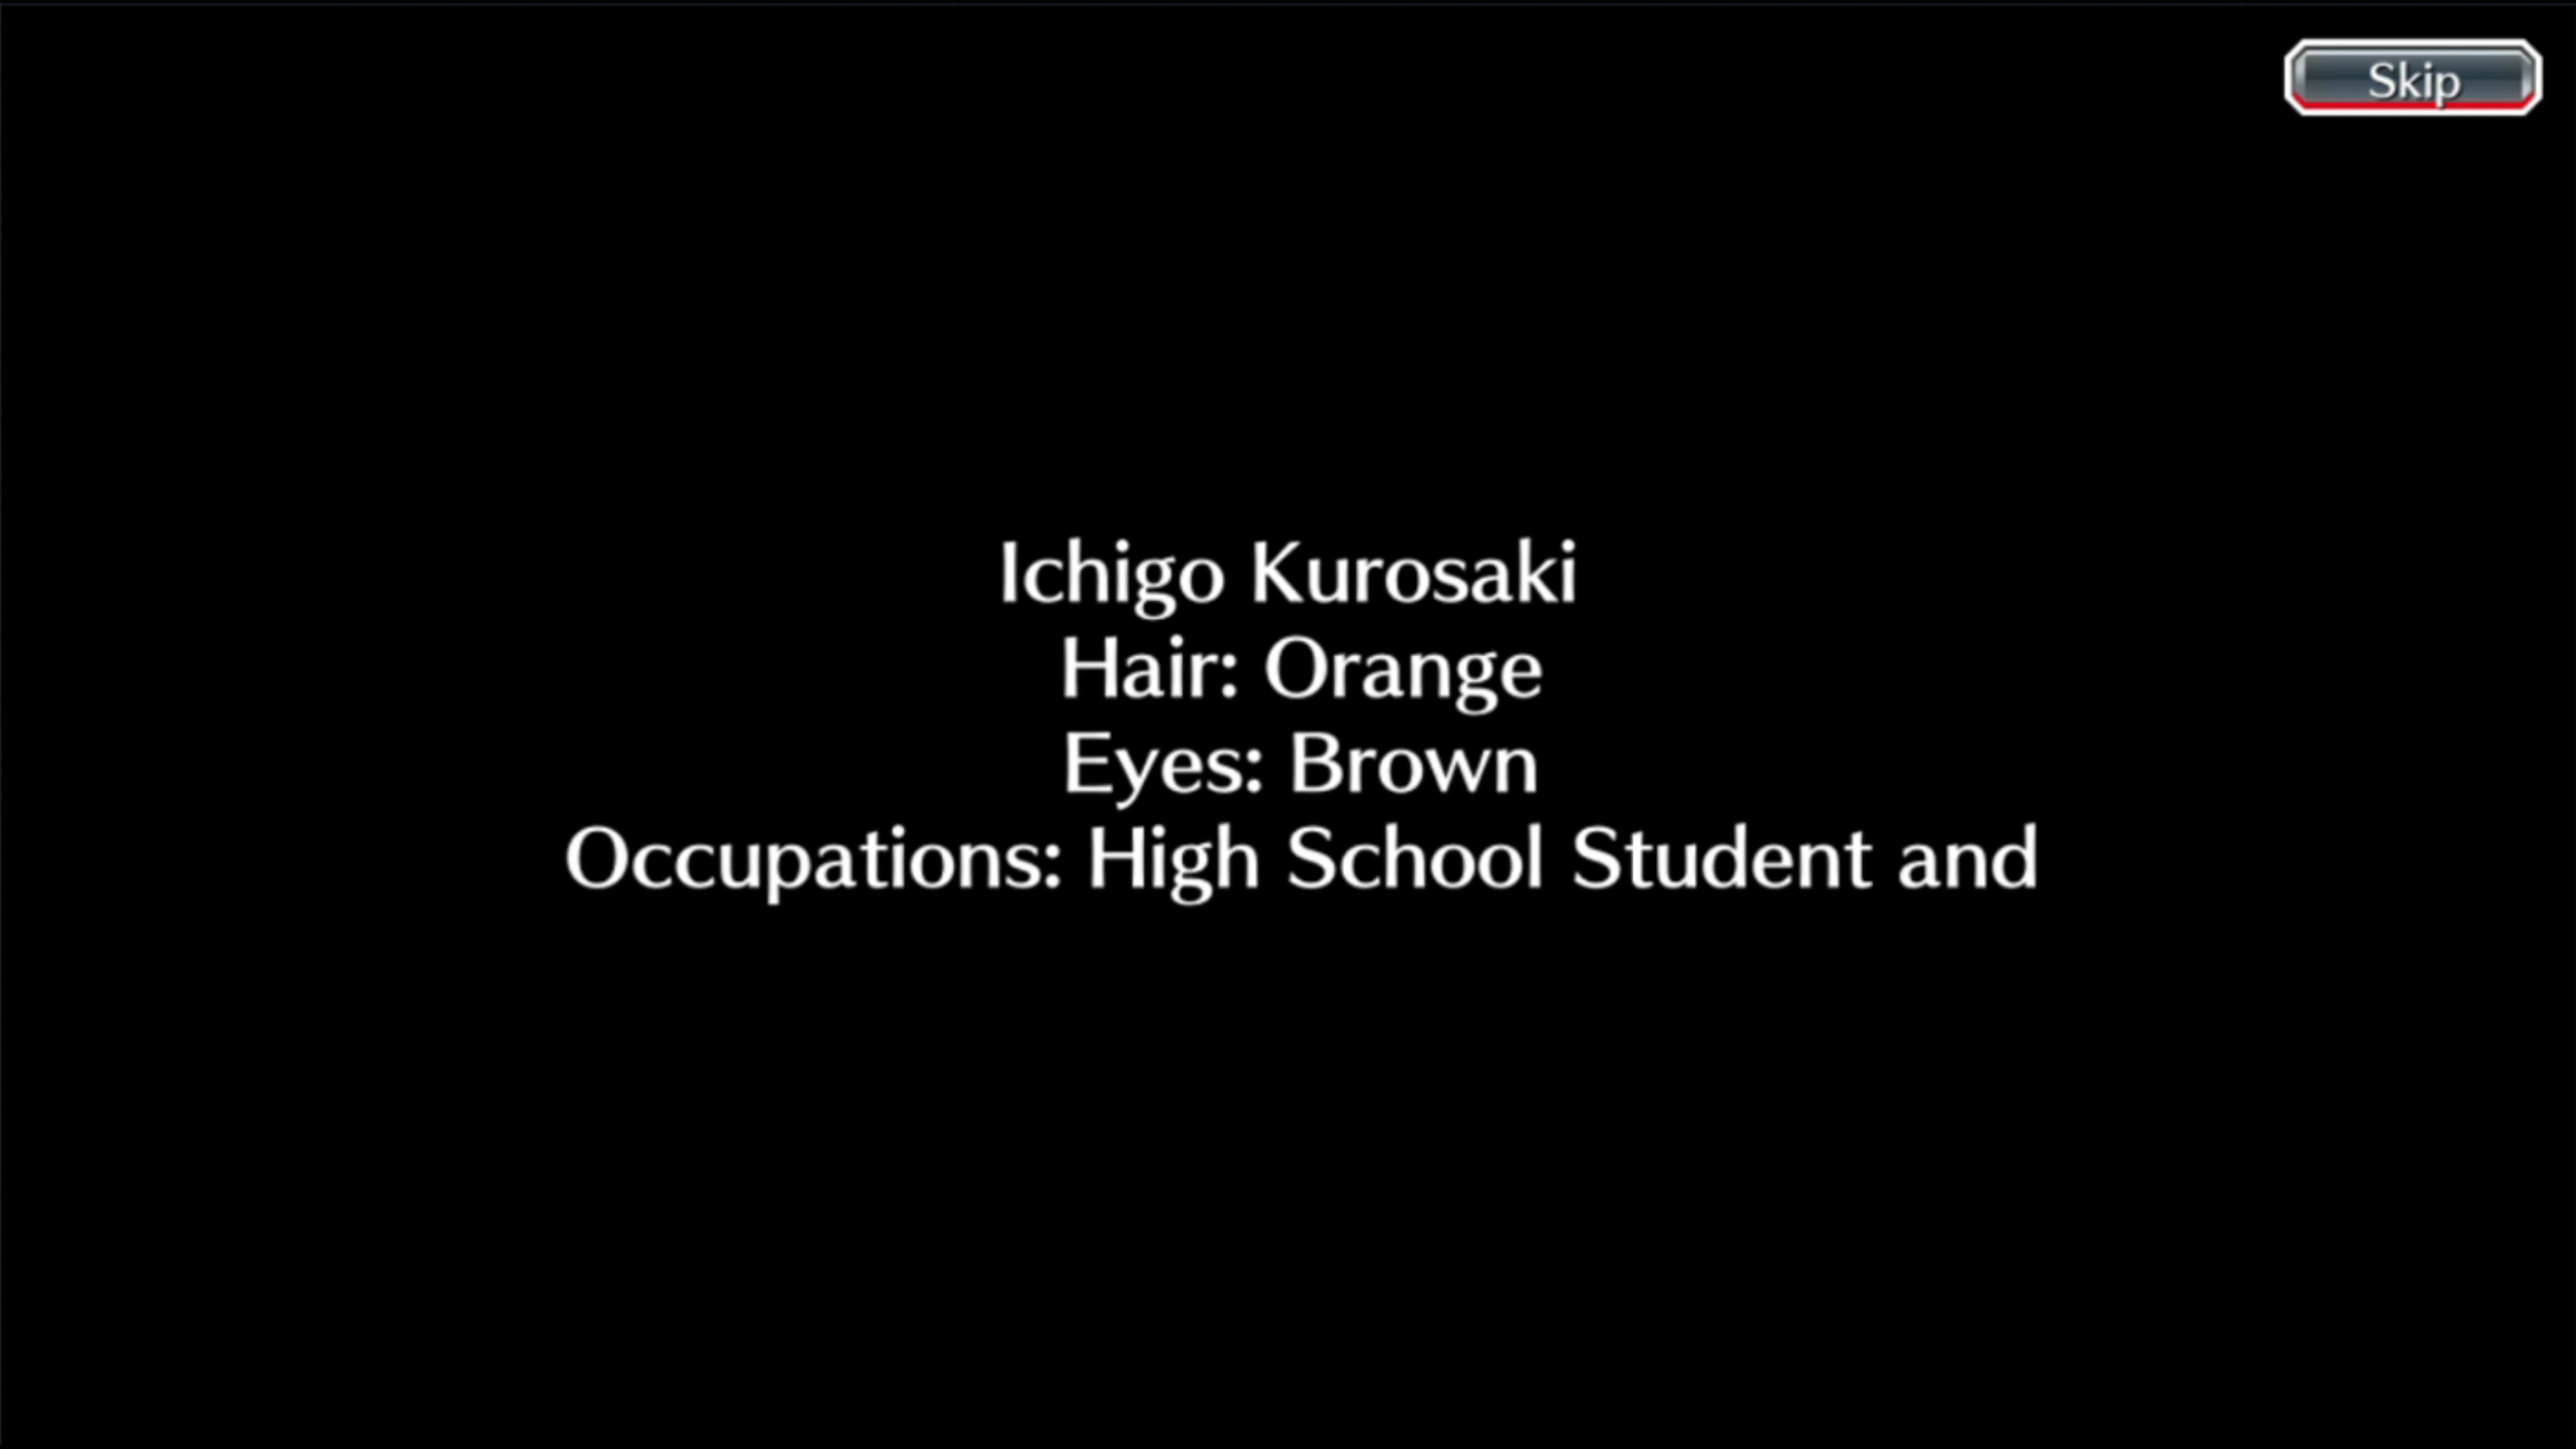 Skip
Ichigo Kurosaki
Hair: Orange
Eyes: Brown
Occupations: High School Student and